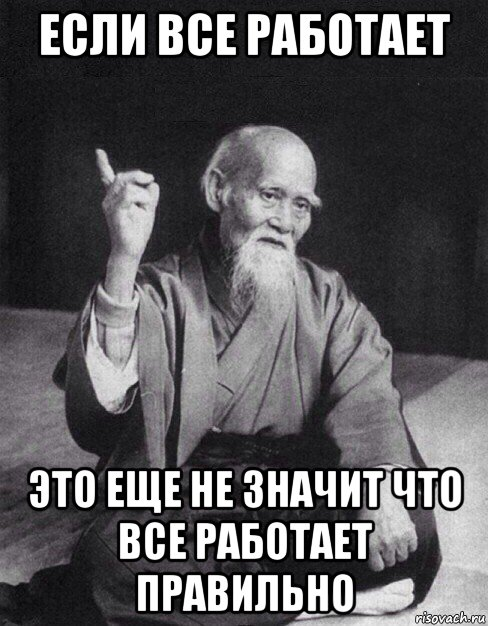 ЕСЛИ ВСЕ РАБОТАЕТ
ЭТО ЕЩЕ НЕ ЗНАЧИТ ЧТО
ВСЕ РАБОТАЕТ
ПРАВИЛЬНО
risovach.ru